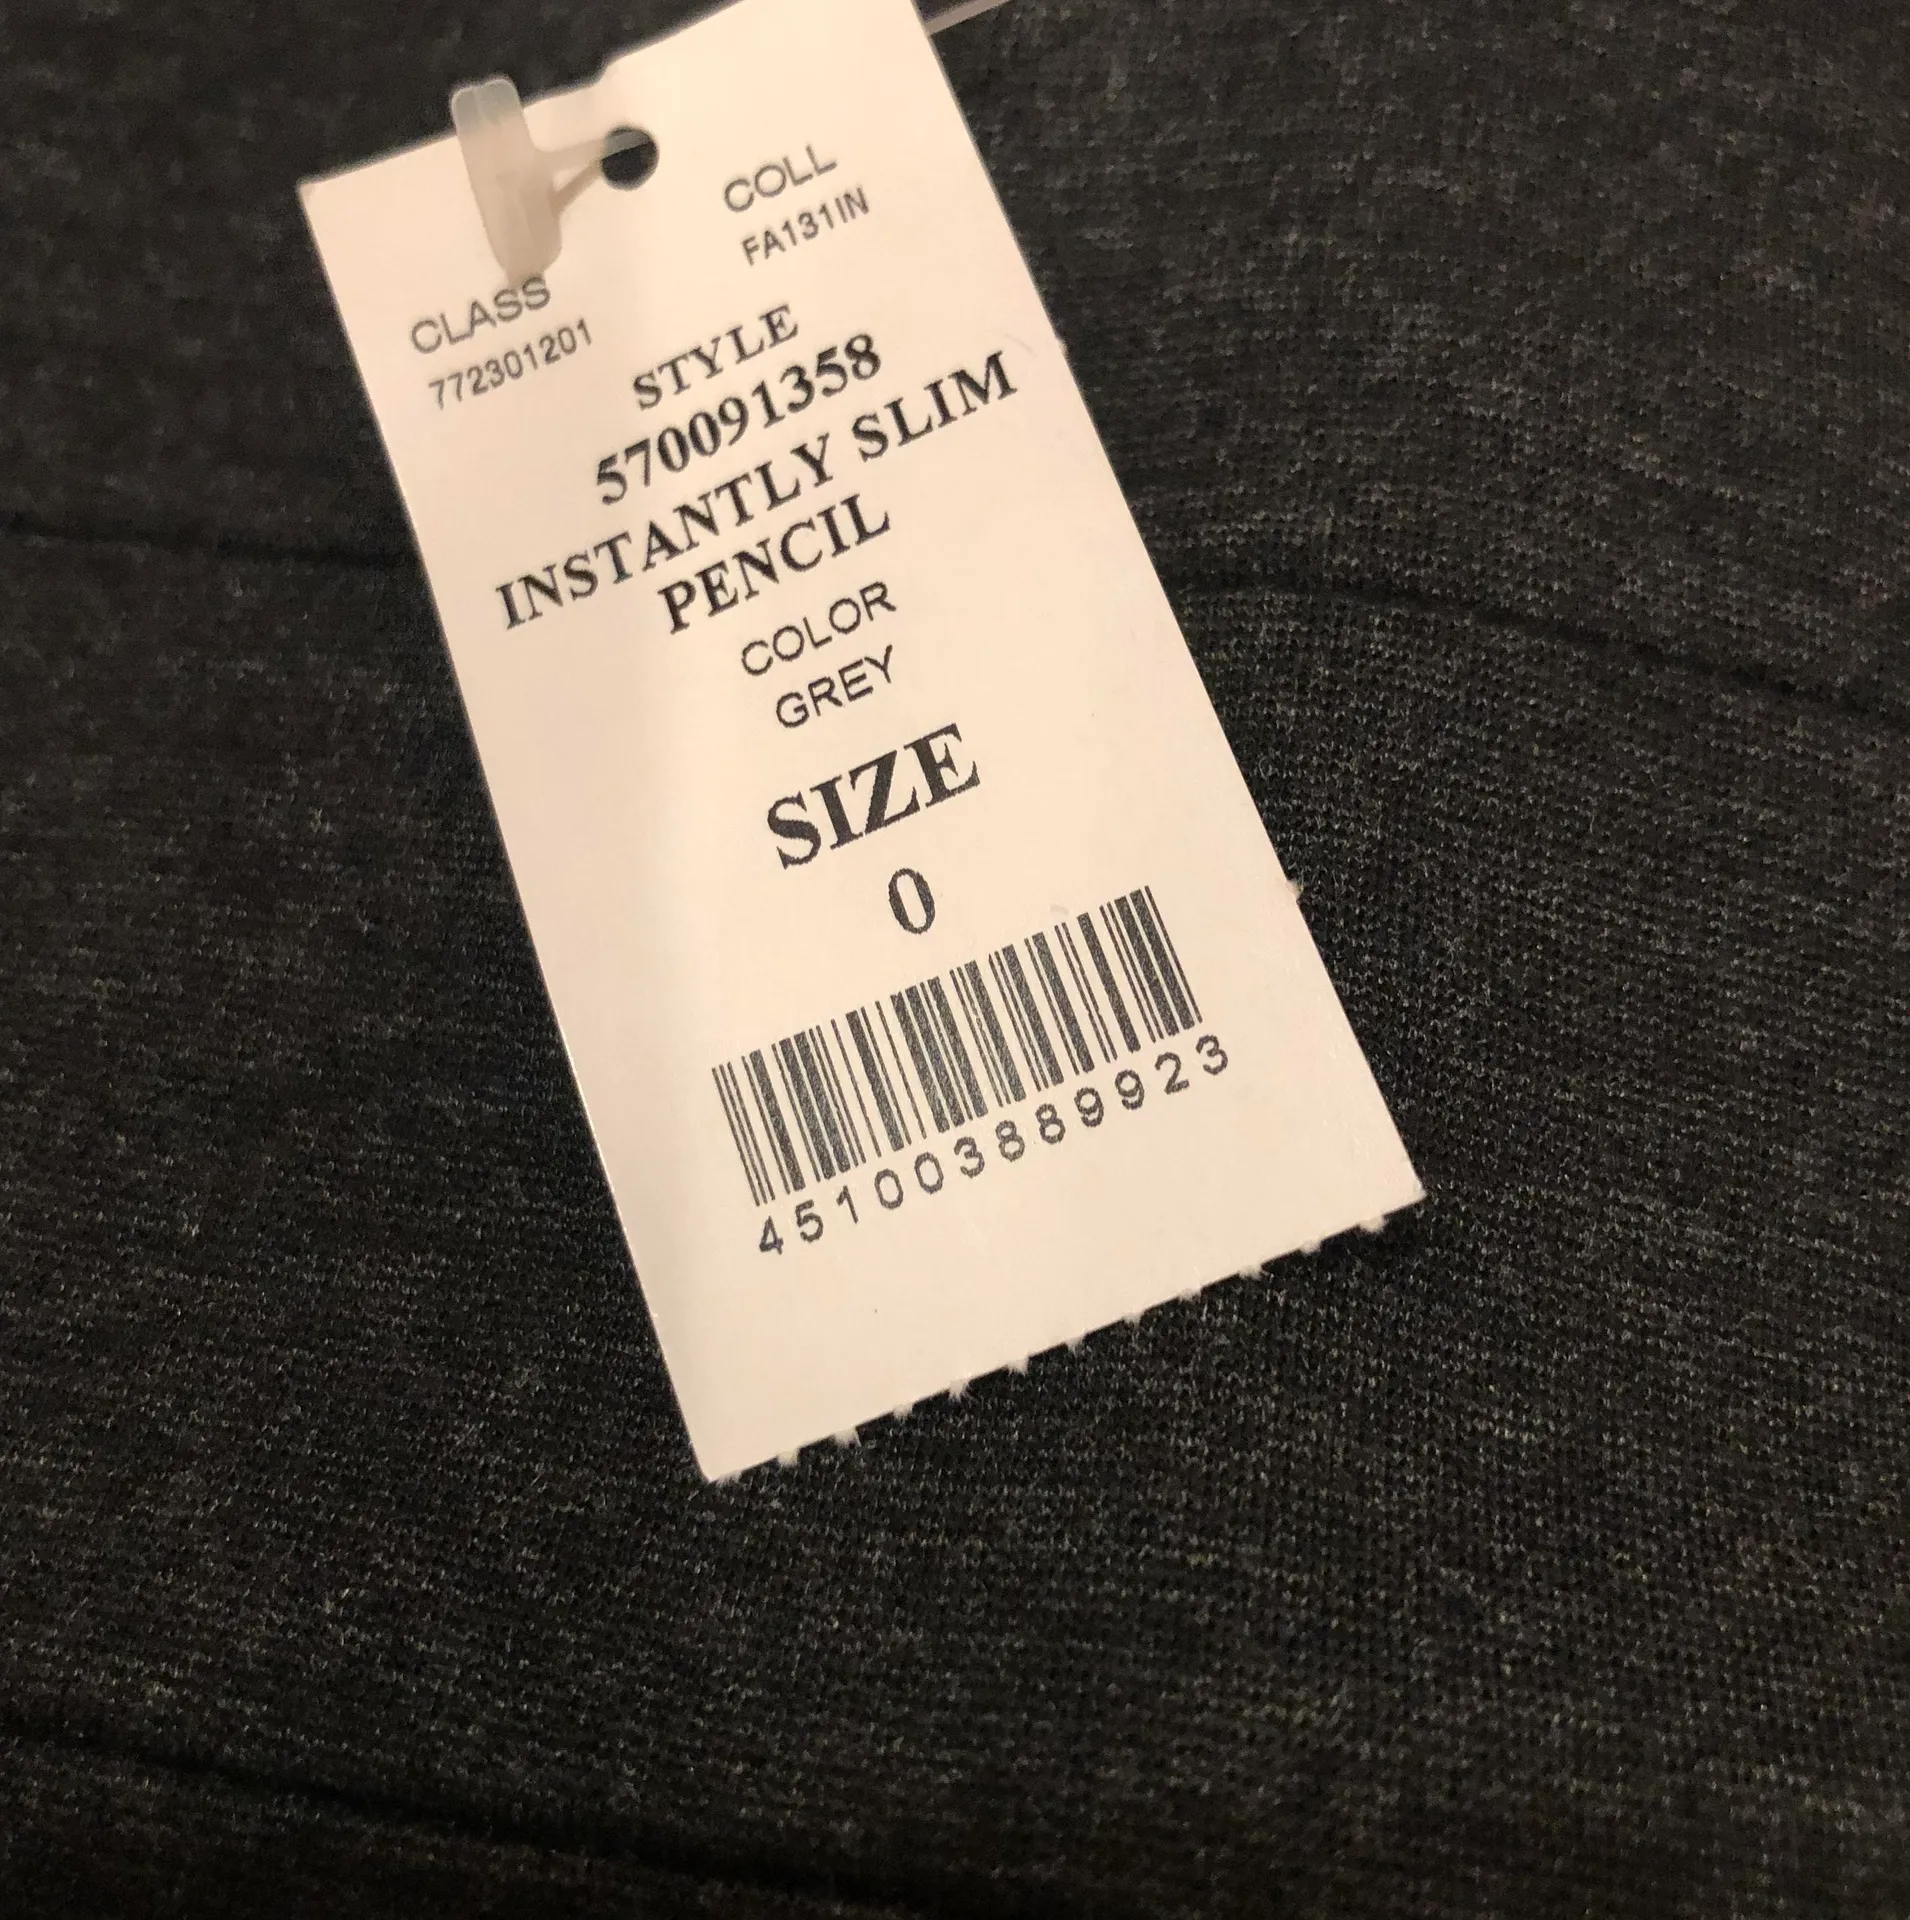 COLL
FA131IN
CLASS
772301201
STYLE
570091358
INSTANTLY SLIM
PENCIL
COLOR
GREY
SIZE
0
451003889923